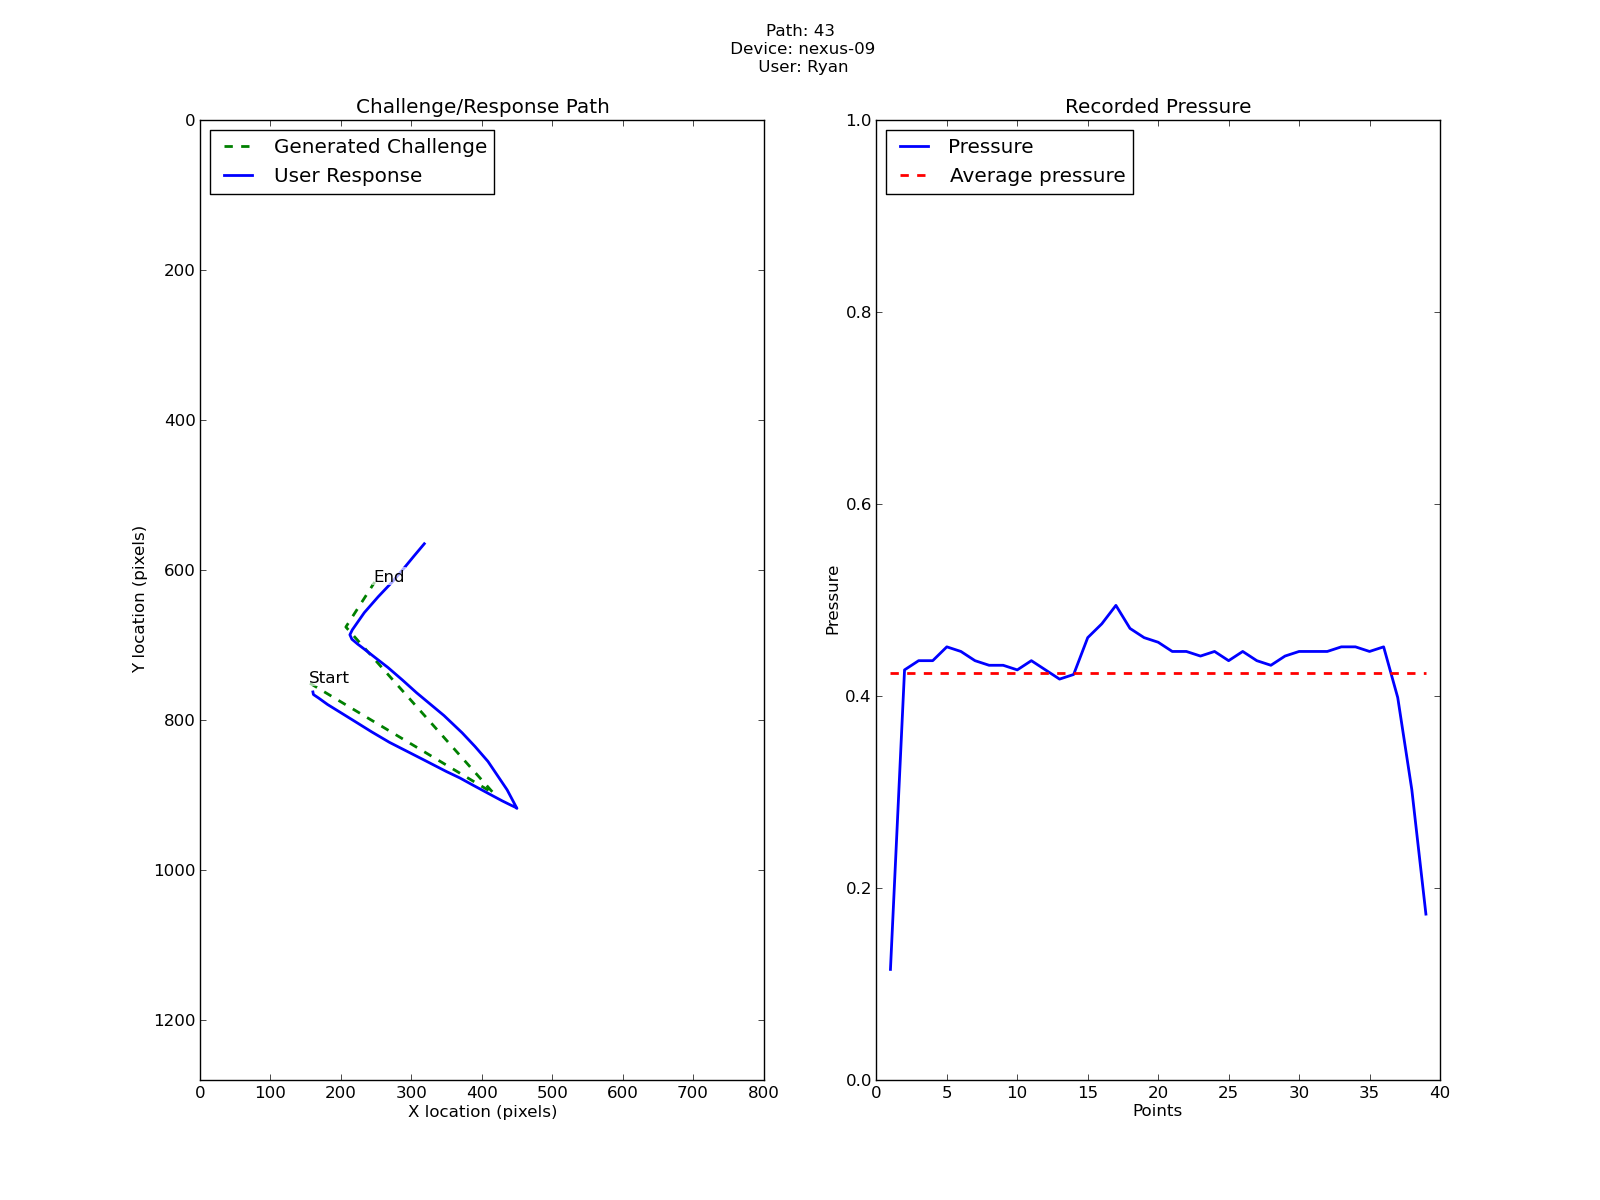 Path: 43
Device: nexus-09
User: Ryan
Challenge/Response Path
Generated Challenge
User Response
0
200
400
600
800
1000
1200
Y location (pixels)
End
Start
0 100 200 300 400 500 600 700 800
X location (pixels)
Recorded Pressure
Pressure
Average pressure
1.0
0.8
0.6
0.4
0.2
0.0
Pressure
0 5 10 15 20 25 30 35 40
Points